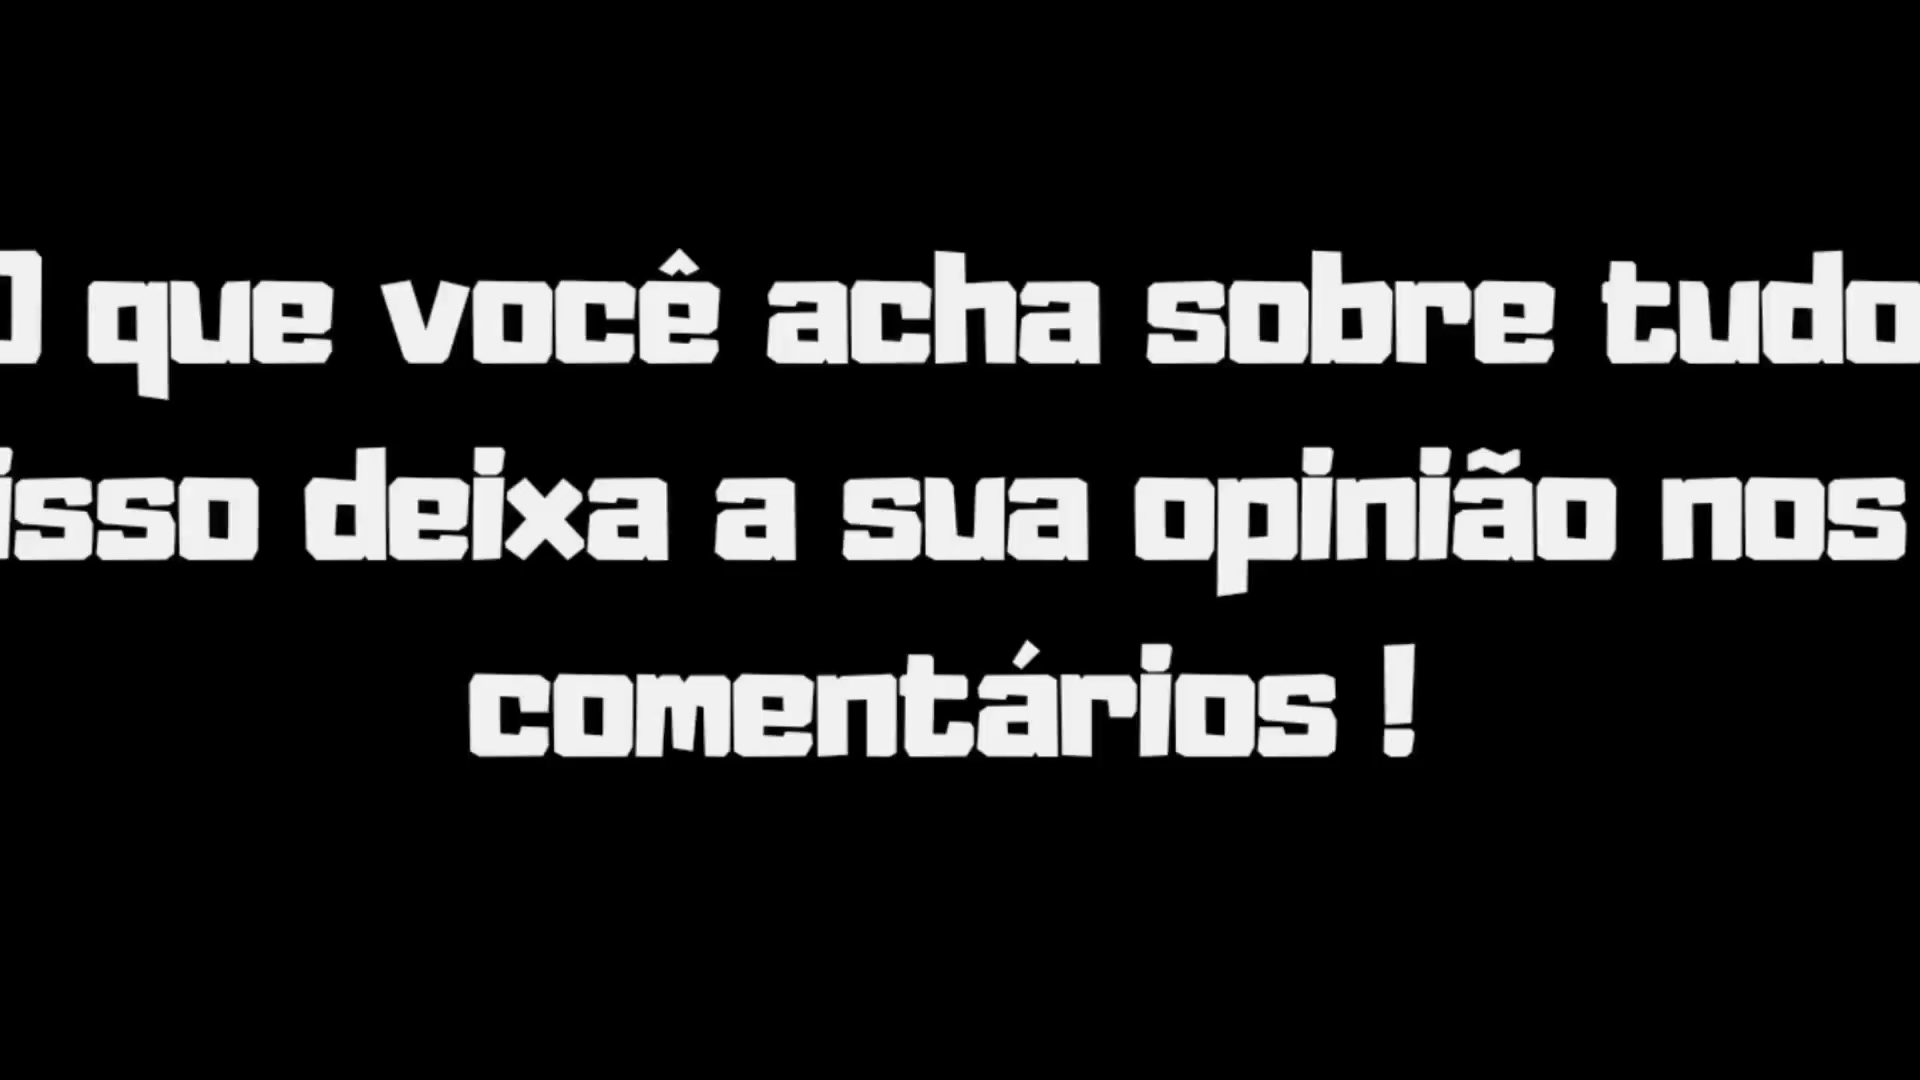 O que você acha sobre tudo
isso deixa a sua opinião nos
comentários !